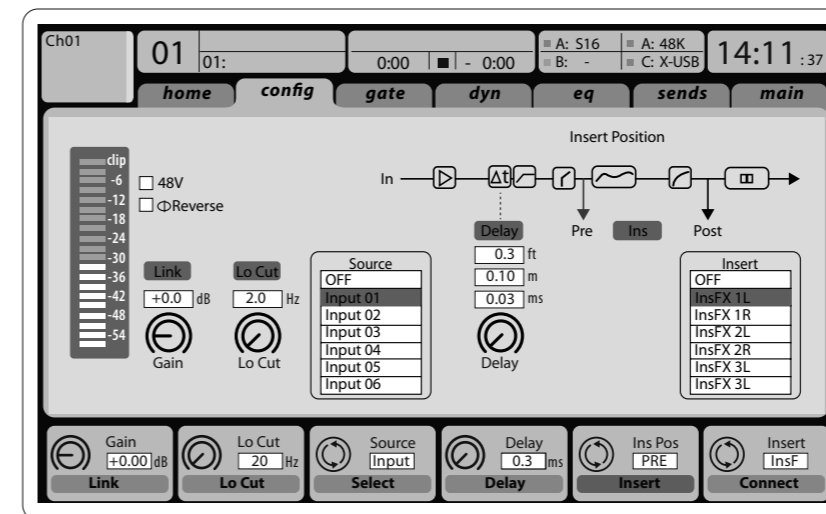 Ch01
01
01:
0:00 - 0:00
A: S16
B: -
A: 48K
C: X-USB
14:11 :37
home config gate dyn eq sends main
Insert Position
clip
-6
-12
-18
-24
-30
-36
-42
-48
-54
48V
ΦReverse
In
Δt
Pre Ins Post
Link
+0.0 dB
Gain
Lo Cut
2.0 Hz
Lo Cut
Source
OFF
Input 01
Input 02
Input 03
Input 04
Input 05
Input 06
Delay
0.3 ft
0.10 m
0.03 ms
Delay
Insert
OFF
InsFX 1L
InsFX 1R
InsFX 2L
InsFX 2R
InsFX 3L
InsFX 3L
Gain
+0.00 dB
Link
Lo Cut
20 Hz
Lo Cut
Source
Input
Select
Delay
0.3 ms
Delay
Ins Pos
PRE
Insert
Insert
InsF
Connect